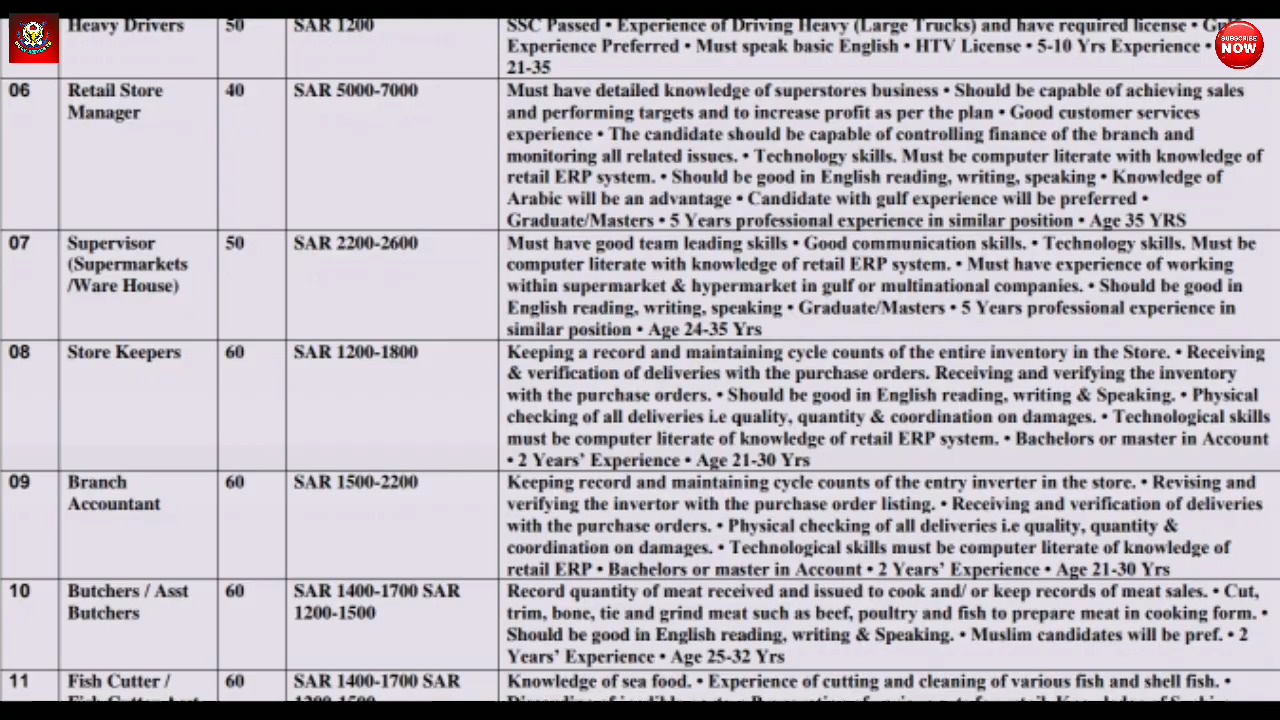 Heavy Drivers 50 SAR 1200 SSC Passed • Experience of Driving Heavy (Large Trucks) and have required license •
Experience Preferred • Must speak basic English • HTV License • 5-10 Yrs Experience •
21-35
SUBSCRIBE
NOW
06 Retail Store 40 SAR 5000-7000 Must have detailed knowledge of superstores business • Should be capable of achieving sales
Manager and performing targets and to increase profit as per the plan • Good customer services
experience • The candidate should be capable of controlling finance of the branch and
monitoring all related issues. • Technology skills. Must be computer literate with knowledge of
retail ERP system. • Should be good in English reading, writing, speaking • Knowledge of
Arabic will be an advantage • Candidate with gulf experience will be preferred •
Graduate/Masters • 5 Years professional experience in similar position • Age 35 YRS
07 Supervisor 50 SAR 2200-2600 Must have good team leading skills • Good communication skills. • Technology skills. Must be
(Supermarkets computer literate with knowledge of retail ERP system. • Must have experience of working
/Ware House) within supermarket & hypermarket in gulf or multinational companies. • Should be good in
English reading, writing, speaking • Graduate/Masters • 5 Years professional experience in
similar position • Age 24-35 Yrs
08 Store Keepers 60 SAR 1200-1800 Keeping a record and maintaining cycle counts of the entire inventory in the Store. • Receiving
& verification of deliveries with the purchase orders. Receiving and verifying the inventory
with the purchase orders. • Should be good in English reading, writing & Speaking. • Physical
checking of all deliveries i.e quality, quantity & coordination on damages. • Technological skills
must be computer literate of knowledge of retail ERP system. • Bachelors or master in Account
• 2 Years' Experience • Age 21-30 Yrs
09 Branch 60 SAR 1500-2200 Keeping record and maintaining cycle counts of the entry inverter in the store. • Revising and
Accountant verifying the invertor with the purchase order listing. • Receiving and verification of deliveries
with the purchase orders. • Physical checking of all deliveries i.e quality, quantity &
coordination on damages. • Technological skills must be computer literate of knowledge of
retail ERP • Bachelors or master in Account • 2 Years' Experience • Age 21-30 Yrs
10 Butchers / Asst 60 SAR 1400-1700 SAR Record quantity of meat received and issued to cook and/ or keep records of meat sales. • Cut,
Butchers 1200-1500 trim, bone, tie and grind meat such as beef, poultry and fish to prepare meat in cooking form. •
Should be good in English reading, writing & Speaking. • Muslim candidates will be pref. • 2
Years' Experience • Age 25-32 Yrs
11 Fish Cutter / 60 SAR 1400-1700 SAR Knowledge of sea food. • Experience of cutting and cleaning of various fish and shell fish. •